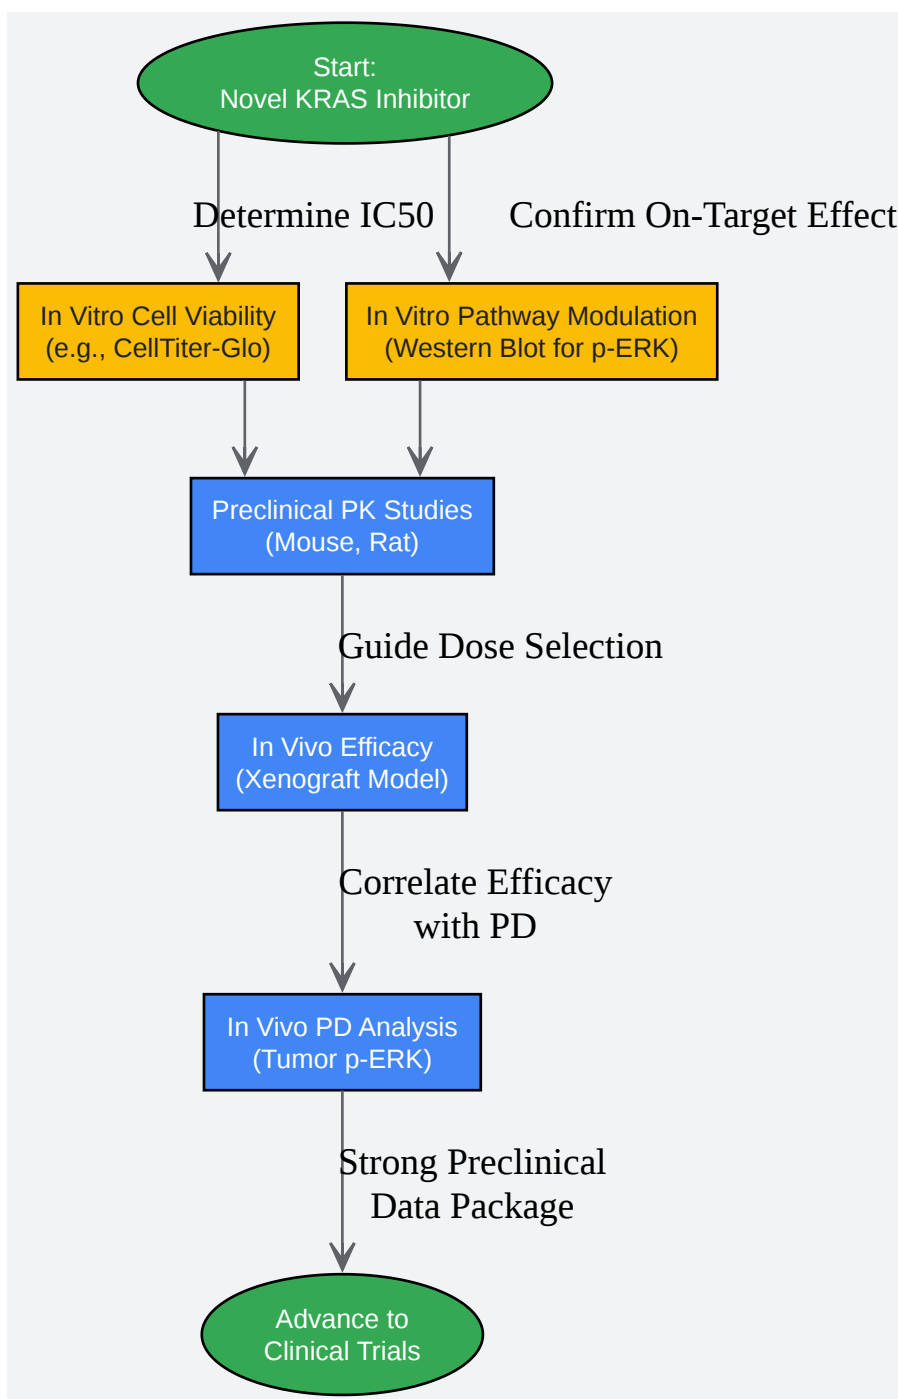 Start:
Novel KRAS Inhibitor
Determine IC50
Confirm On-Target Effect
In Vitro Cell Viability
(e.g., CellTiter-Glo)
In Vitro Pathway Modulation
(Western Blot for p-ERK)
Preclinical PK Studies
(Mouse, Rat)
Guide Dose Selection
In Vivo Efficacy
(Xenograft Model)
Correlate Efficacy
with PD
In Vivo PD Analysis
(Tumor p-ERK)
Strong Preclinical
Data Package
Advance to
Clinical Trials